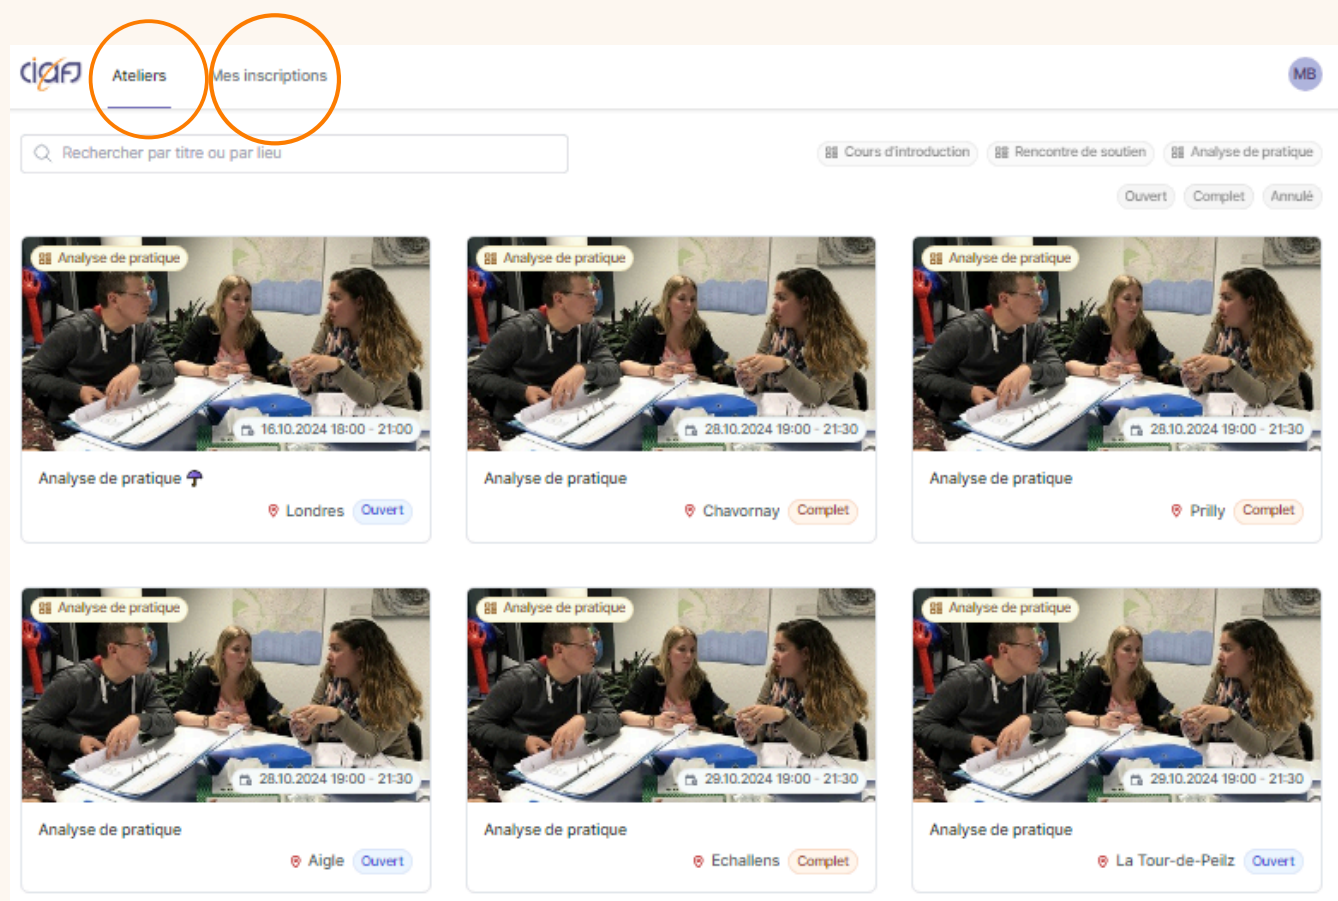 ciafj Ateliers Mes inscriptions MB
Rechercher par titre ou par lieu
Cours d'introduction Rencontre de soutien Analyse de pratique
Ouvert Complet Annulé
Analyse de pratique Analyse de pratique Analyse de pratique
16.10.2024 18:00 - 21:00 28.10.2024 19:00 - 21:30 28.10.2024 19:00 - 21:30
Analyse de pratique Analyse de pratique Analyse de pratique
Londres Ouvert Chavornay Complet Prilly Complet
Analyse de pratique Analyse de pratique Analyse de pratique
28.10.2024 19:00 - 21:30 29.10.2024 19:00 - 21:30 29.10.2024 19:00 - 21:30
Analyse de pratique Analyse de pratique Analyse de pratique
Aigle Ouvert Echallens Complet La Tour-de-Peilz Ouvert